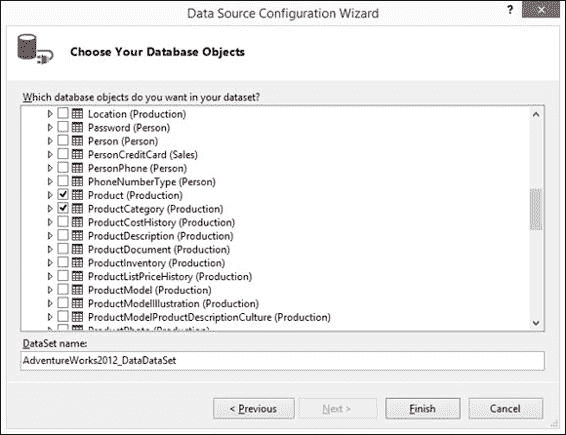 Data Source Configuration Wizard
?
Choose Your Database Objects
Which database objects do you want in your dataset?
Location (Production)
Password (Person)
Person (Person)
PersonCreditCard (Sales)
PersonPhone (Person)
PhoneNumberType (Person)
Product (Production)
ProductCategory (Production)
ProductCostHistory (Production)
ProductDescription (Production)
ProductDocument (Production)
ProductInventory (Production)
ProductListPriceHistory (Production)
ProductModel (Production)
ProductModelIllustration (Production)
ProductModelProductDescriptionCulture (Production)
ProductPhoto (Production)
DataSet name:
AdventureWorks2012_DataDataSet
< Previous
Next >
Finish
Cancel